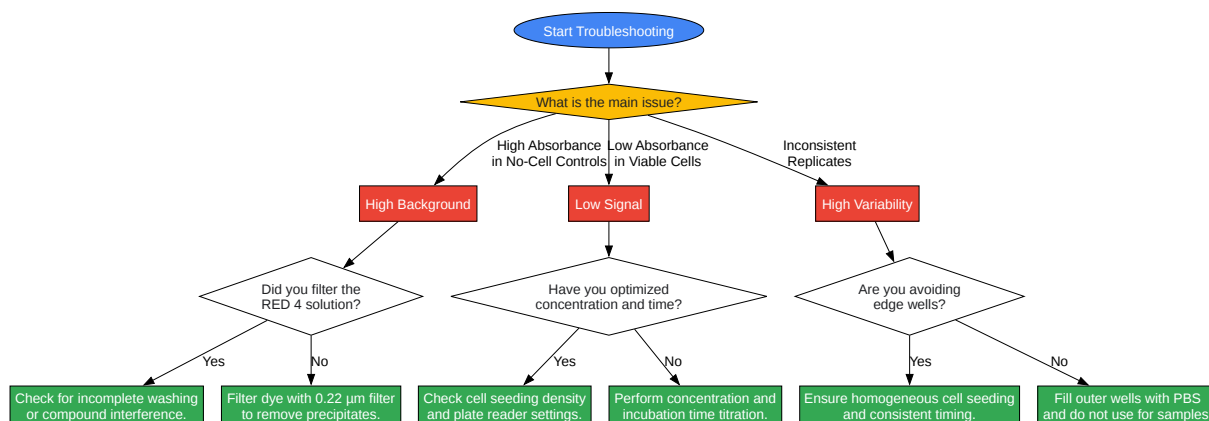 Start Troubleshooting
What is the main issue?
High Absorbance
in No-Cell Controls
Low Absorbance
in Viable Cells
Inconsistent
Replicates
High Background
Low Signal
High Variability
Did you filter the
RED 4 solution?
Have you optimized
concentration and time?
Are you avoiding
edge wells?
Yes
No
Yes
No
Yes
No
Check for incomplete washing
or compound interference.
Filter dye with 0.22 µm filter
to remove precipitates.
Check cell seeding density
and plate reader settings.
Perform concentration and
incubation time titration.
Ensure homogeneous cell seeding
and consistent timing.
Fill outer wells with PBS
and do not use for samples